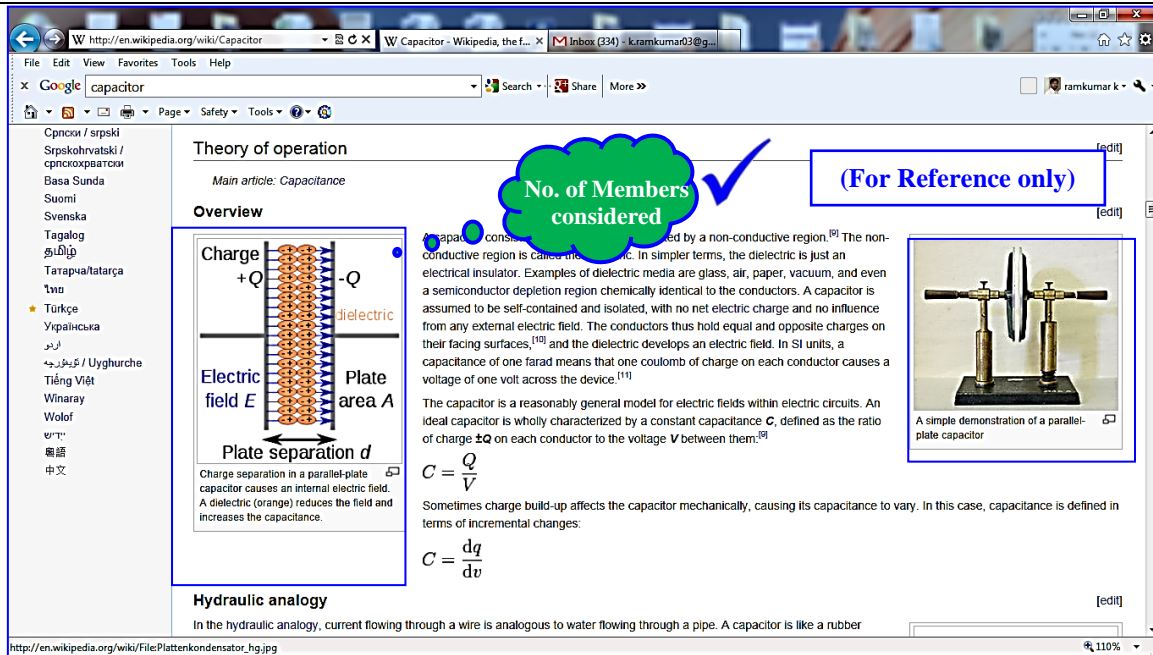 http://en.wikipedia.org/wiki/Capacitor
Capacitor - Wikipedia, the f...
Inbox (334) - k.ramkumar03@g...
File Edit View Favorites Tools Help
x Google capacitor Search Share More »
ramkumar k
Page Safety Tools
Српски / srpski
Srpskohrvatski /
српскохрватски
Basa Sunda
Suomi
Svenska
Tagalog
தமிழ்
Татарча/tatarça
ไทย
Türkçe
Українська
اردو
ئۇيغۇرچە / Uyghurche
Tiếng Việt
Winaray
Wolof
ייִדיש
粵語
中文
Theory of operation [edit]
Main article: Capacitance
Overview [edit]
No. of Members
considered
(For Reference only)
Charge
+Q -Q
dielectric
Electric
field E
Plate
area A
Plate separation d
Charge separation in a parallel-plate
capacitor causes an internal electric field.
A dielectric (orange) reduces the field and
increases the capacitance.
by a non-conductive region.[9] The non-
conductive region is called In simpler terms, the dielectric is just an
electrical insulator. Examples of dielectric media are glass, air, paper, vacuum, and even
a semiconductor depletion region chemically identical to the conductors. A capacitor is
assumed to be self-contained and isolated, with no net electric charge and no influence
from any external electric field. The conductors thus hold equal and opposite charges on
their facing surfaces,[10] and the dielectric develops an electric field. In SI units, a
capacitance of one farad means that one coulomb of charge on each conductor causes a
voltage of one volt across the device.[11]
The capacitor is a reasonably general model for electric fields within electric circuits. An
ideal capacitor is wholly characterized by a constant capacitance C, defined as the ratio
of charge ±Q on each conductor to the voltage V between them:[9]
C = Q/V
Sometimes charge build-up affects the capacitor mechanically, causing its capacitance to vary. In this case, capacitance is defined in
terms of incremental changes:
C = dq/dv
A simple demonstration of a parallel-
plate capacitor
Hydraulic analogy [edit]
In the hydraulic analogy, current flowing through a wire is analogous to water flowing through a pipe. A capacitor is like a rubber
http://en.wikipedia.org/wiki/File:Plattenkondensator_hg.jpg
110%